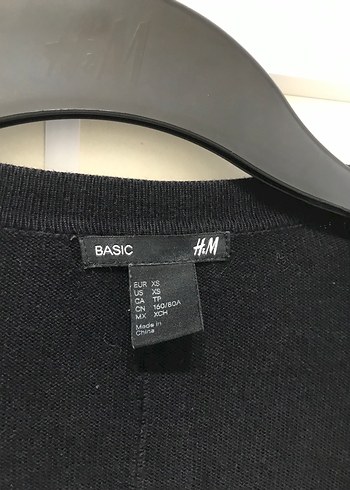 H&M
BASIC H&M
EUR XS
US XS
CA TP
CN 160/80A
MX XCH
Made in
China